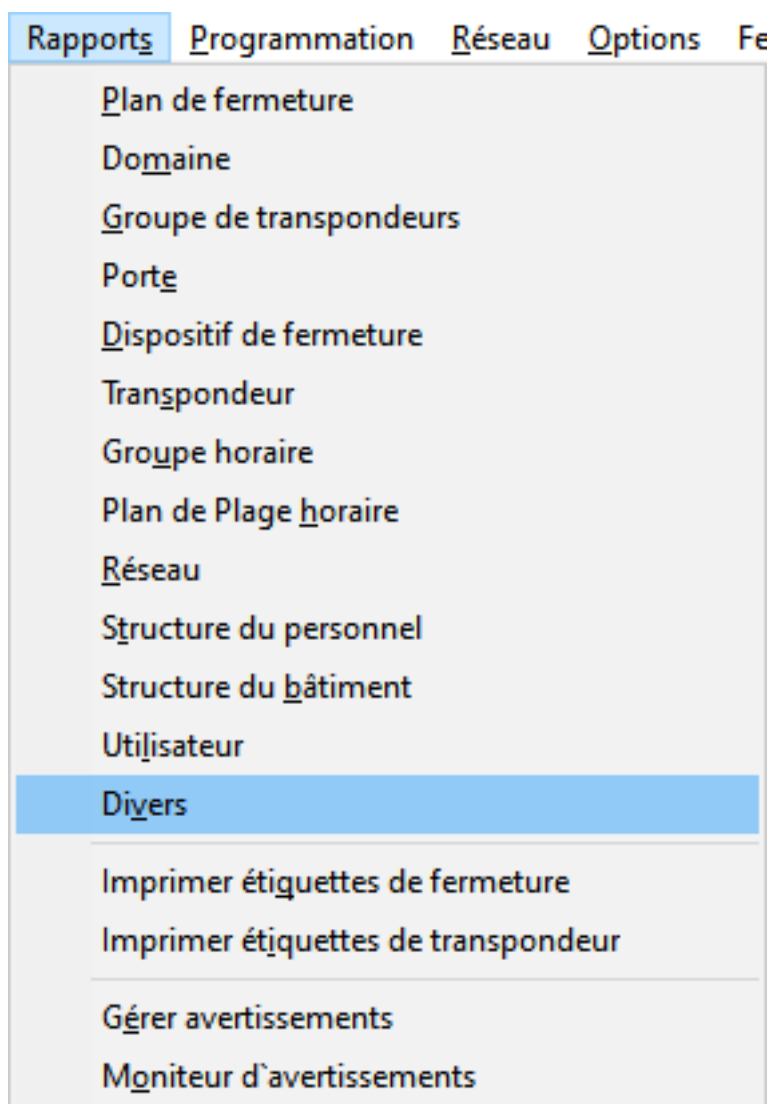 Rapports Programmation Réseau Options Fe
Plan de fermeture
Domaine
Groupe de transpondeurs
Porte
Dispositif de fermeture
Transpondeur
Groupe horaire
Plan de Plage horaire
Réseau
Structure du personnel
Structure du bâtiment
Utilisateur
Divers
Imprimer étiquettes de fermeture
Imprimer étiquettes de transpondeur
Gérer avertissements
Moniteur d`avertissements